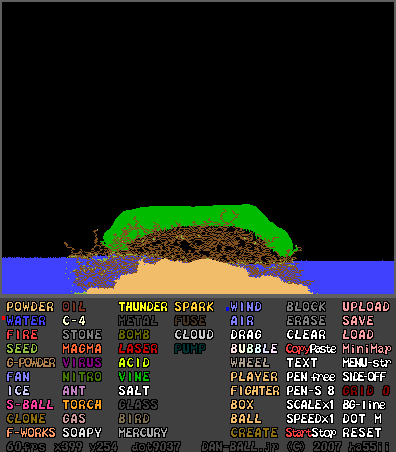 POWDER OIL THUNDER SPARK WIND BLOCK UPLOAD
WATER C-4 METAL FUSE AIR ERASE SAVE
FIRE STONE BOMB CLOUD DRAG CLEAR LOAD
SEED MAGMA LASER PUMP BUBBLE CopyPaste MiniMap
G-POWDER VIRUS ACID WHEEL TEXT MENU-str
FAN NITRO VINE PLAYER PEN-free SIDE-OFF
ICE ANT SALT FIGHTER PEN-S 8 GRID 0
S-BALL TORCH GLASS BOX SCALEx1 BG-line
CLONE GAS BIRD BALL SPEEDx1 DOT M
F-WORKS SOAPY MERCURY CREATE StartStop RESET
60fps x399 y254 dot9037 DAN-BALL.jp (C) 2007 ha55ii